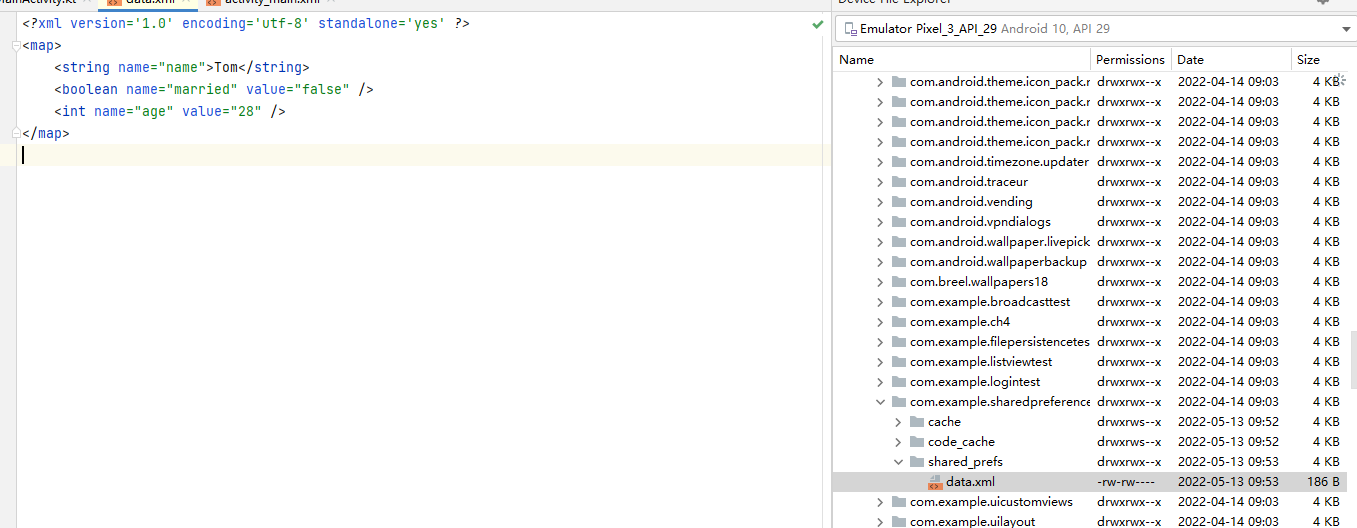 MainActivity.kt data.xml activity_main.xml
<?xml version='1.0' encoding='utf-8' standalone='yes' ?>
<map>
    <string name="name">Tom</string>
    <boolean name="married" value="false" />
    <int name="age" value="28" />
</map>
Device File Explorer
Emulator Pixel_3_API_29 Android 10, API 29
Name Permissions Date Size
com.android.theme.icon_pack.r drwxrwx--x 2022-04-14 09:03 4 KB
com.android.theme.icon_pack.r drwxrwx--x 2022-04-14 09:03 4 KB
com.android.theme.icon_pack.r drwxrwx--x 2022-04-14 09:03 4 KB
com.android.theme.icon_pack.r drwxrwx--x 2022-04-14 09:03 4 KB
com.android.timezone.updater drwxrwx--x 2022-04-14 09:03 4 KB
com.android.traceur drwxrwx--x 2022-04-14 09:03 4 KB
com.android.vending drwxrwx--x 2022-04-14 09:03 4 KB
com.android.vpndialogs drwxrwx--x 2022-04-14 09:03 4 KB
com.android.wallpaper.livepick drwxrwx--x 2022-04-14 09:03 4 KB
com.android.wallpaperbackup drwxrwx--x 2022-04-14 09:03 4 KB
com.breel.wallpapers18 drwxrwx--x 2022-04-14 09:03 4 KB
com.example.broadcasttest drwxrwx--x 2022-04-14 09:03 4 KB
com.example.ch4 drwxrwx--x 2022-04-14 09:03 4 KB
com.example.filepersistencetes drwxrwx--x 2022-04-14 09:03 4 KB
com.example.listviewtest drwxrwx--x 2022-04-14 09:03 4 KB
com.example.logintest drwxrwx--x 2022-04-14 09:03 4 KB
com.example.sharedpreference drwxrwx--x 2022-04-14 09:03 4 KB
cache drwxrws--x 2022-05-13 09:52 4 KB
code_cache drwxrws--x 2022-05-13 09:52 4 KB
shared_prefs drwxrwx--x 2022-05-13 09:53 4 KB
data.xml -rw-rw---- 2022-05-13 09:53 186 B
com.example.uicustomviews drwxrwx--x 2022-04-14 09:03 4 KB
com.example.uilayout drwxrwx--x 2022-04-14 09:03 4 KB